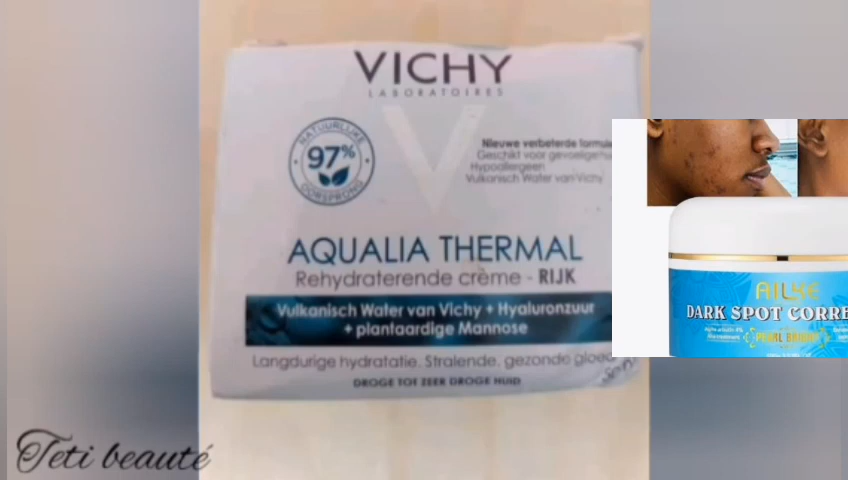 VICHY
LABORATOIRES
NATUURLIJKE
97%
OORSPRONG
Nieuwe verbeterde formule
Geschikt voor
Hypoallergeen
Vulkanisch Water van Vichy
AQUALIA THERMAL
Rehydraterende crème - RIJK
Vulkanisch Water van Vichy + Hyaluronzuur
+ plantaardige Mannose
Langdurige hydratatie. Stralende, gezonde gloed
DROGE TOT ZEER DROGE HUID
AILKE
DARK SPOT CORRE
PEARL BRIGHT
Teti beauté